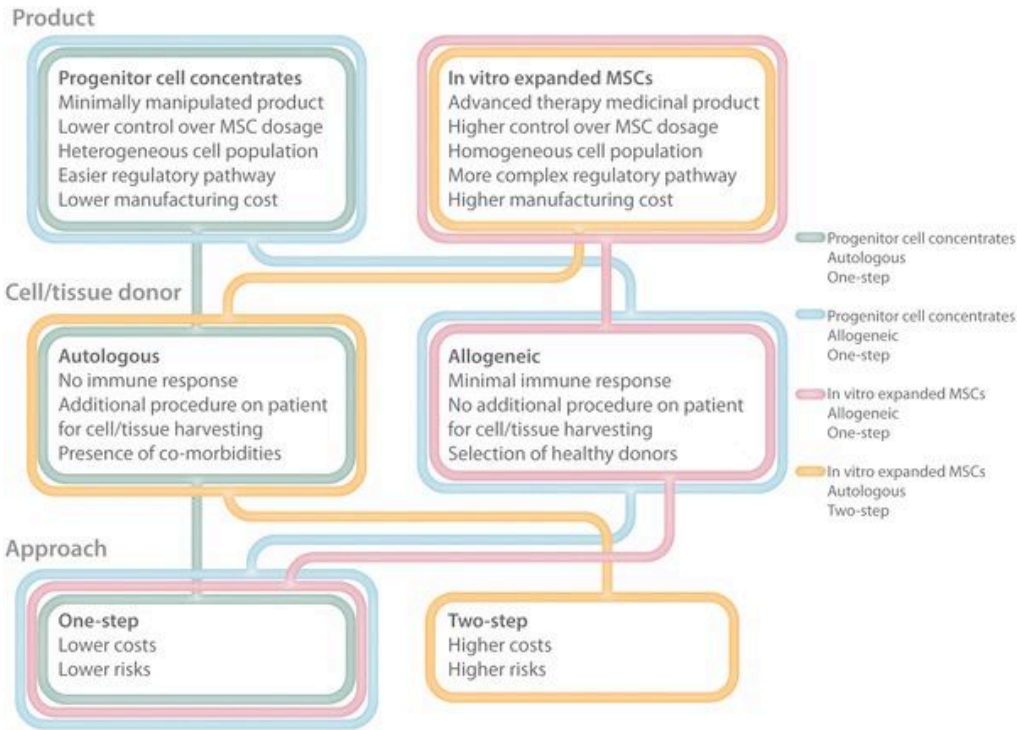 Product
Progenitor cell concentrates
Minimally manipulated product
Lower control over MSC dosage
Heterogeneous cell population
Easier regulatory pathway
Lower manufacturing cost
In vitro expanded MSCs
Advanced therapy medicinal product
Higher control over MSC dosage
Homogeneous cell population
More complex regulatory pathway
Higher manufacturing cost
Cell/tissue donor
Autologous
No immune response
Additional procedure on patient
for cell/tissue harvesting
Presence of co-morbidities
Allogeneic
Minimal immune response
No additional procedure on patient
for cell/tissue harvesting
Selection of healthy donors
Approach
One-step
Lower costs
Lower risks
Two-step
Higher costs
Higher risks
Progenitor cell concentrates
Autologous
One-step
Progenitor cell concentrates
Allogeneic
One-step
In vitro expanded MSCs
Allogeneic
One-step
In vitro expanded MSCs
Autologous
Two-step